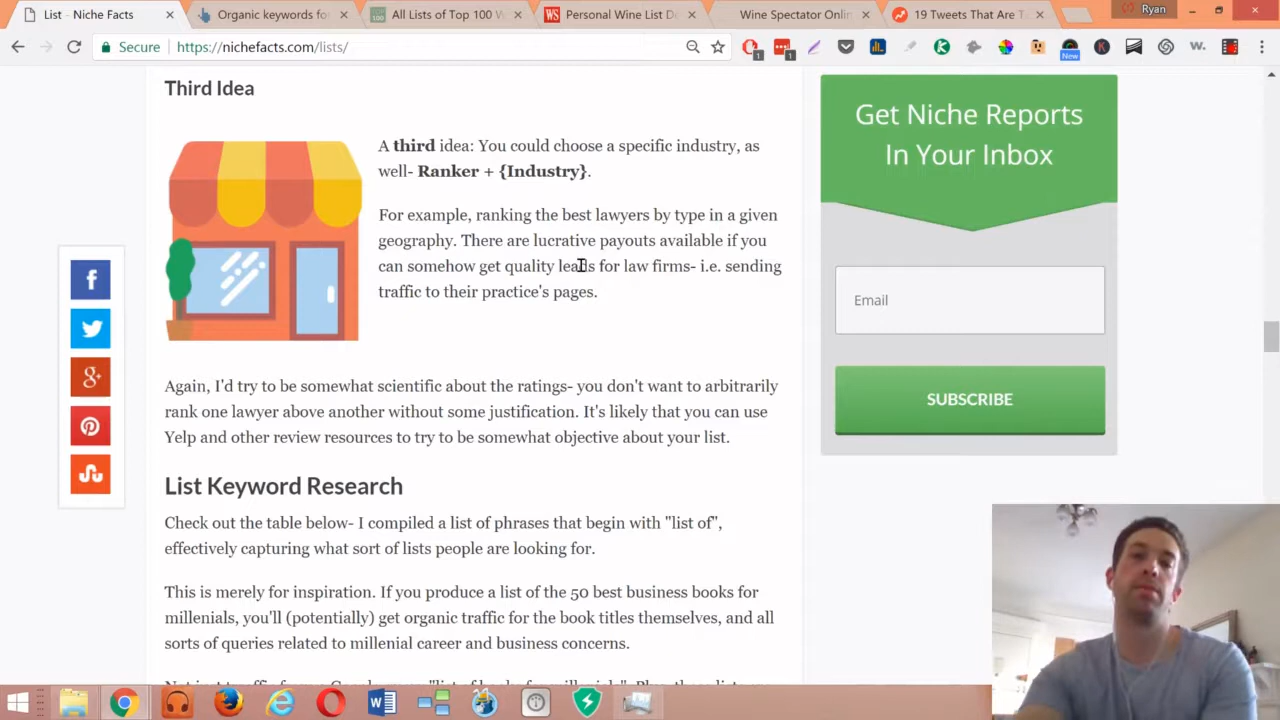 List - Niche Facts
Organic keywords for
All Lists of Top 100 W
Personal Wine List De
Wine Spectator Onli
19 Tweets That Are T
Ryan
Secure
https://nichefacts.com/lists/
1
1
New
W.
Third Idea
A third idea: You could choose a specific industry, as
well- Ranker + {Industry}.
For example, ranking the best lawyers by type in a given
geography. There are lucrative payouts available if you
can somehow get quality leads for law firms- i.e. sending
traffic to their practice's pages.
Again, I'd try to be somewhat scientific about the ratings- you don't want to arbitrarily
rank one lawyer above another without some justification. It's likely that you can use
Yelp and other review resources to try to be somewhat objective about your list.
List Keyword Research
Check out the table below- I compiled a list of phrases that begin with "list of",
effectively capturing what sort of lists people are looking for.
This is merely for inspiration. If you produce a list of the 50 best business books for
millenials, you'll (potentially) get organic traffic for the book titles themselves, and all
sorts of queries related to millenial career and business concerns.
Get Niche Reports
In Your Inbox
Email
SUBSCRIBE